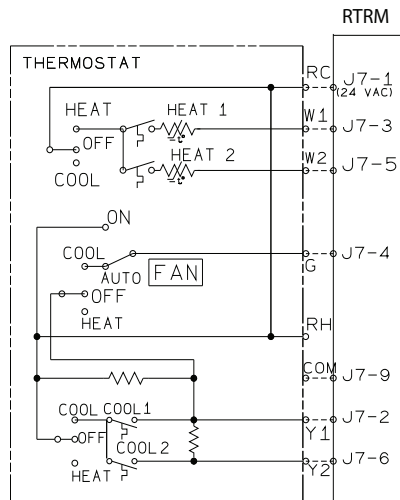 RTRM
THERMOSTAT
RC J7-1
(24 VAC)
HEAT HEAT 1 W1 J7-3
OFF HEAT 2 W2 J7-5
COOL
ON
COOL G J7-4
AUTO FAN
OFF
HEAT RH
COM J7-9
COOL COOL1 J7-2
OFF Y1
COOL2 J7-6
HEAT Y2